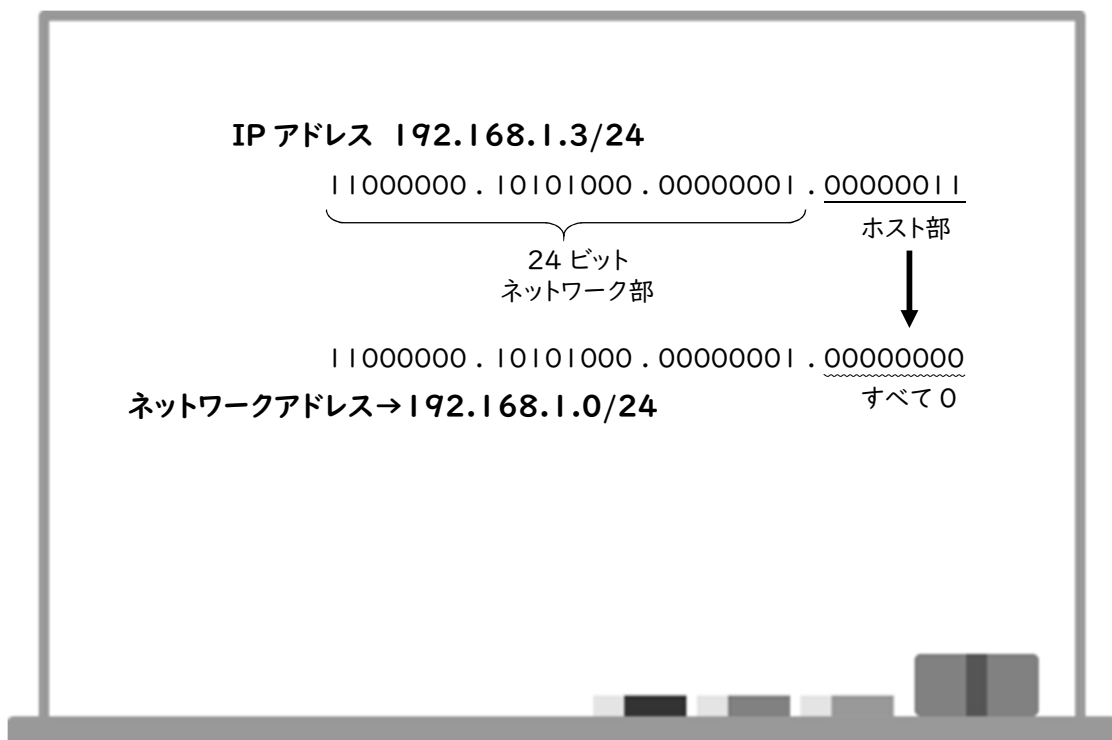 IP アドレス 192.168.1.3/24
11000000 . 10101000 . 00000001 . 00000011
ホスト部
24 ビット
ネットワーク部
11000000 . 10101000 . 00000001 . 00000000
すべて 0
ネットワークアドレス→192.168.1.0/24